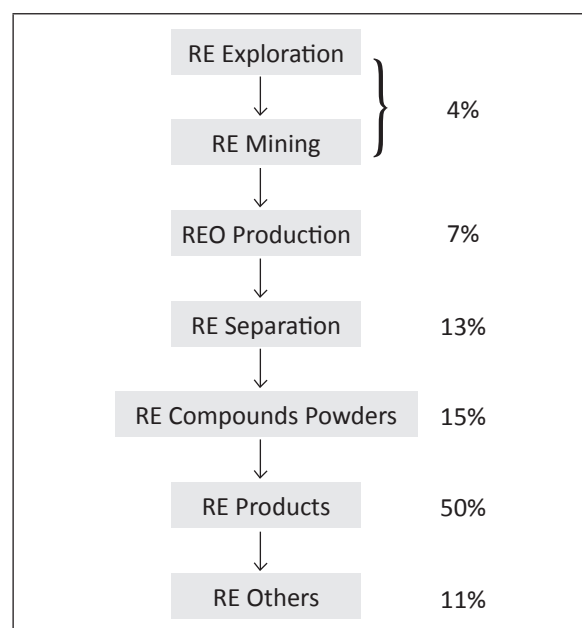 RE Exploration
4%
RE Mining
REO Production 7%
RE Separation 13%
RE Compounds Powders 15%
RE Products 50%
RE Others 11%